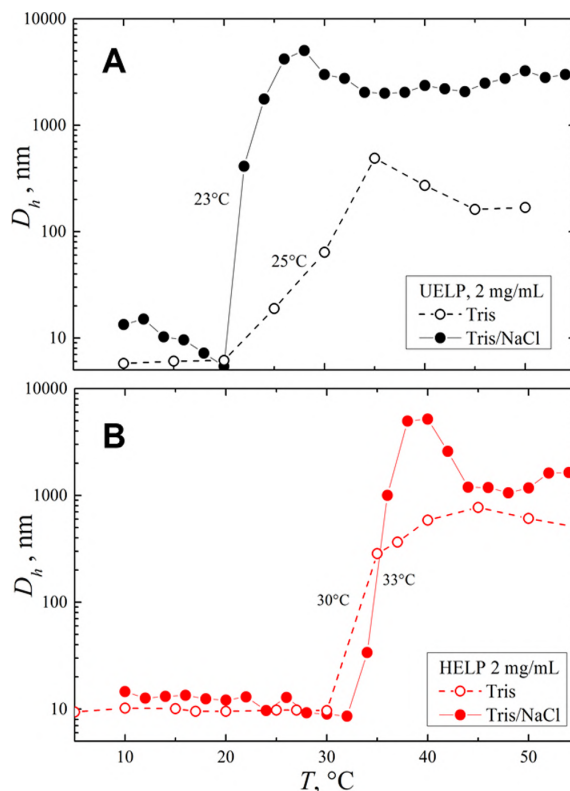 10000
A
1000
D_h, nm
23°C
100
25°C
UELP, 2 mg/mL
Tris
Tris/NaCl
10
10000
B
1000
D_h, nm
30°C
33°C
100
HELP 2 mg/mL
Tris
Tris/NaCl
10
10 20 30 40 50
T, °C